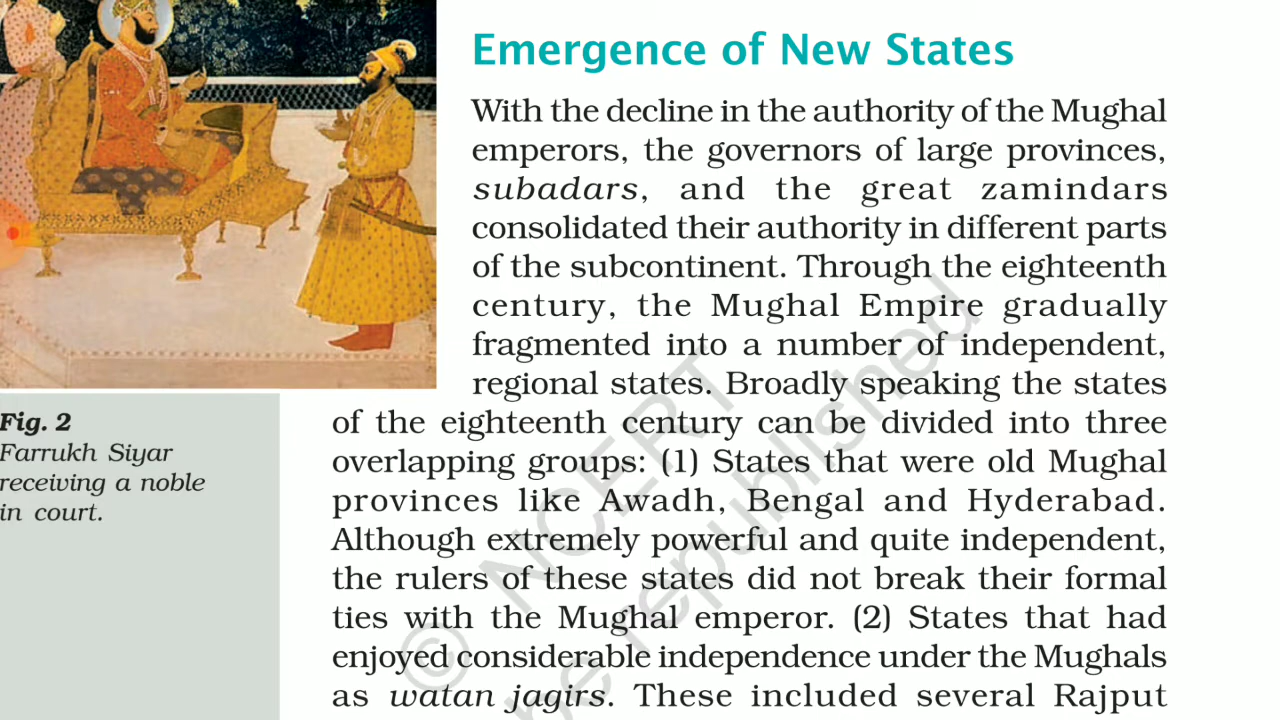 Emergence of New States
With the decline in the authority of the Mughal
emperors, the governors of large provinces,
subadars, and the great zamindars
consolidated their authority in different parts
of the subcontinent. Through the eighteenth
century, the Mughal Empire gradually
fragmented into a number of independent,
regional states. Broadly speaking the states
of the eighteenth century can be divided into three
overlapping groups: (1) States that were old Mughal
provinces like Awadh, Bengal and Hyderabad.
Although extremely powerful and quite independent,
the rulers of these states did not break their formal
ties with the Mughal emperor. (2) States that had
enjoyed considerable independence under the Mughals
as watan jagirs. These included several Rajput
Fig. 2
Farrukh Siyar
receiving a noble
in court.
© NCERT
be republished